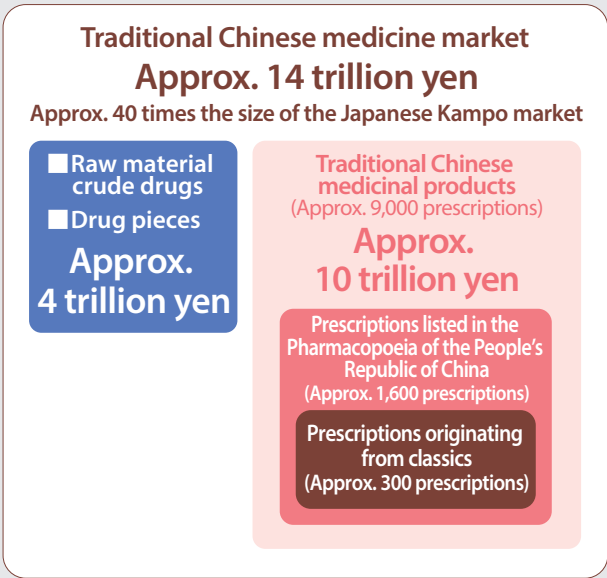 Traditional Chinese medicine market
Approx. 14 trillion yen
Approx. 40 times the size of the Japanese Kampo market
■Raw material
crude drugs
■Drug pieces
Approx.
4 trillion yen
Traditional Chinese
medicinal products
(Approx. 9,000 prescriptions)
Approx.
10 trillion yen
Prescriptions listed in the
Pharmacopoeia of the People’s
Republic of China
(Approx. 1,600 prescriptions)
Prescriptions originating
from classics
(Approx. 300 prescriptions)